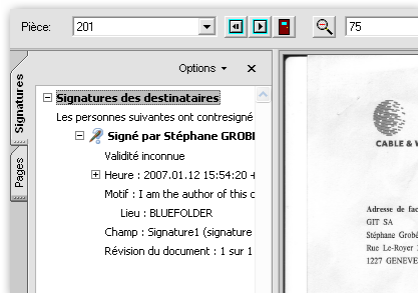 Pièce: 201 75
Options
Signatures
Pages
Signatures des destinataires
Les personnes suivantes ont contresigné
Signé par Stéphane GROBE
Validité inconnue
Heure : 2007.01.12 15:54:20 +
Motif : I am the author of this
Lieu : BLUEFOLDER
Champ : Signature1 (signature
Révision du document : 1 sur 1
CABLE &
Adresse de fac
GIT SA
Stéphane Grobé
Rue Le-Royer
1227 GENEVE